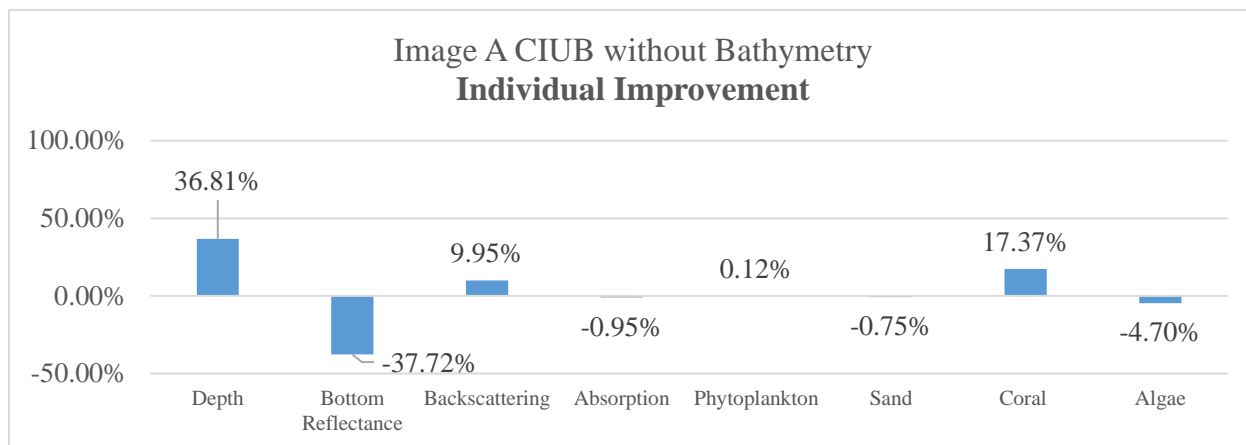 Image A CIUB without Bathymetry
Individual Improvement
100.00%
50.00%
0.00%
-50.00%
36.81%
-37.72%
9.95%
-0.95%
0.12%
-0.75%
17.37%
-4.70%
Depth
Bottom
Reflectance
Backscattering
Absorption
Phytoplankton
Sand
Coral
Algae